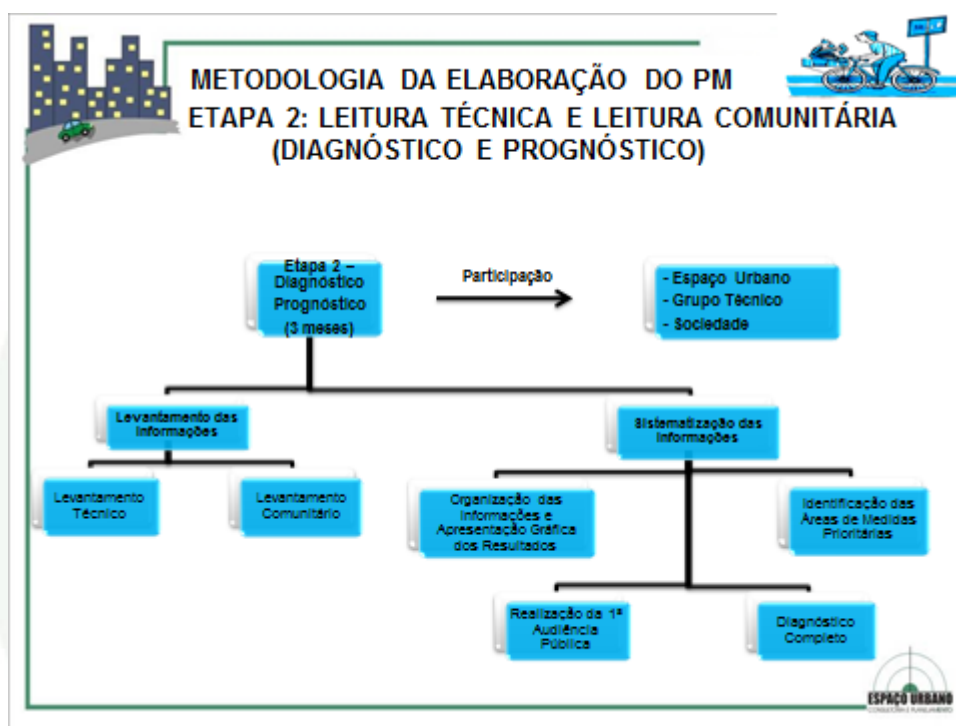 METODOLOGIA DA ELABORAÇÃO DO PM
ETAPA 2: LEITURA TÉCNICA E LEITURA COMUNITÁRIA
(DIAGNÓSTICO E PROGNÓSTICO)
Etapa 2 –
Diagnóstico
Prognóstico
(3 meses)
Participação
- Espaço Urbano
- Grupo Técnico
- Sociedade
Levantamento das
Informações
Sistematização das
Informações
Levantamento
Técnico
Levantamento
Comunitário
Organização das
Informações e
Apresentação Gráfica
dos Resultados
Identificação das
Áreas de Medidas
Prioritárias
Realização da 1ª
Audiência
Pública
Diagnóstico
Completo
ESPAÇO URBANO
CONSULTORIA E PLANEJAMENTO